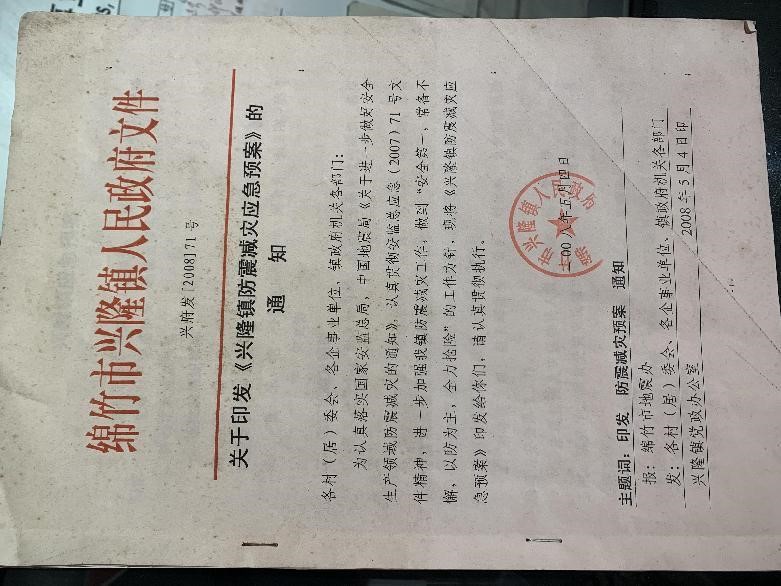 绵竹市兴隆镇人民政府文件
兴府发[2008]71号
关于印发《兴隆镇防震减灾应急预案》的
通知
各村(居)委会、各企事业单位、镇政府机关各部门:
为认真落实国家安监总局,中国地震局《关于进一步做好安全
生产领域防震减灾的通知》,认真贯彻安监总应急(2007)71号文
件精神,进一步加强我镇防震减灾工作,做到“安全第一,常备不
懈,以防为主,全力抢险”的工作方针,现将《兴隆镇防震减灾应
急预案》印发给你们,请认真贯彻执行。
二00八年五月四日
主题词:印发 防震减灾预案 通知
报:绵竹市地震办
发:各村(居)委会、各企事业单位、镇政府机关各部门
兴隆镇党政办公室 2008年5月4日印